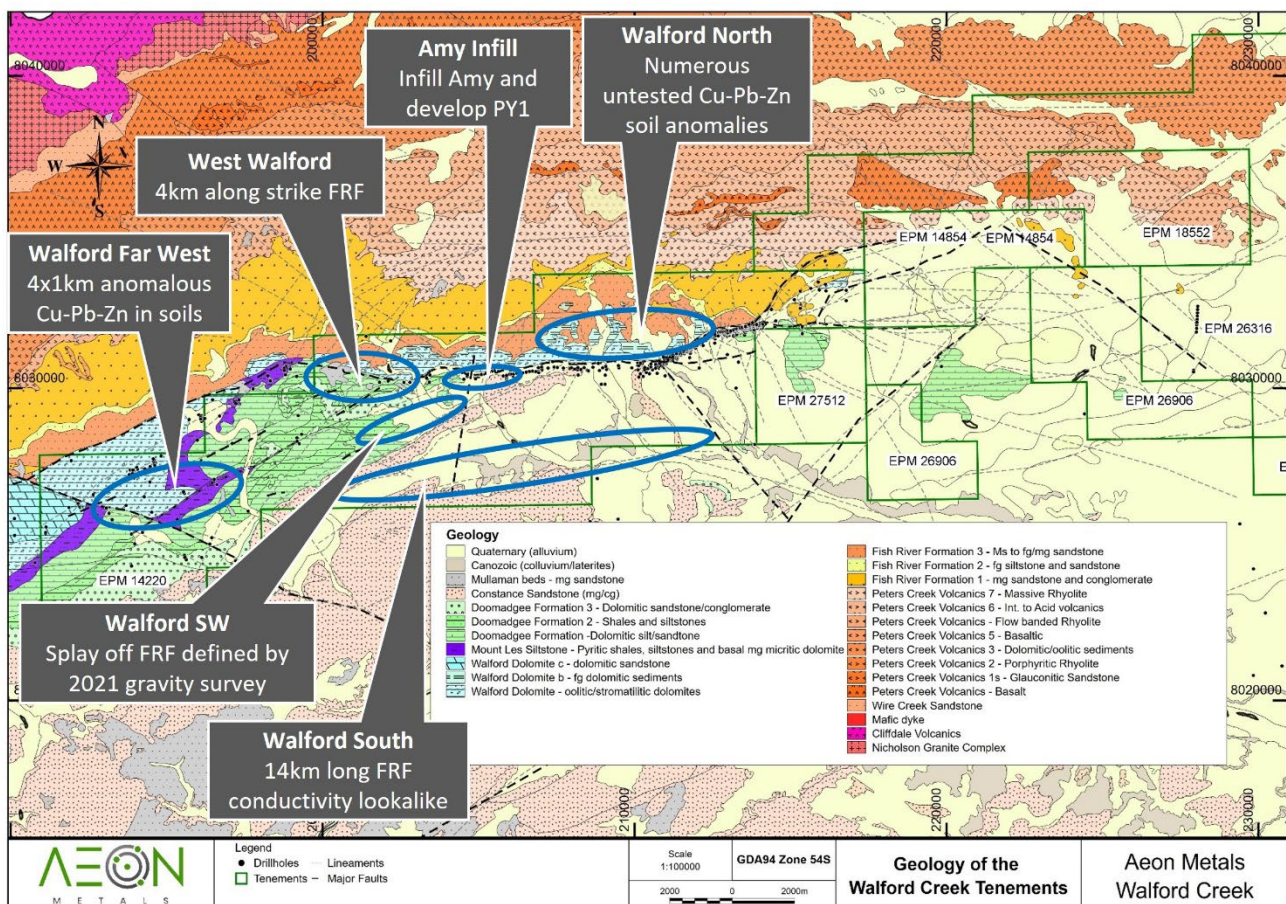 Amy Infill
Infill Amy and
develop PY1
Walford North
Numerous
untested Cu-Pb-Zn
soil anomalies
West Walford
4km along strike FRF
Walford Far West
4x1km anomalous
Cu-Pb-Zn in soils
Walford SW
Splay off FRF defined by
2021 gravity survey
Walford South
14km long FRF
conductivity lookalike
8040000
200000
220000
230000
8040000
N
W
S
EPM 14854
EPM 14854
EPM 18552
EPM 26316
8030000
8030000
EPM 27512
EPM 26906
EPM 26906
EPM 14220
8020000
210000
220000
230000
Geology
Quaternary (alluvium)
Canozoic (colluvium/laterites)
Mullaman beds - mg sandstone
Constance Sandstone (mg/cg)
Doomadgee Formation 3 - Dolomitic sandstone/conglomerate
Doomadgee Formation 2 - Shales and siltstones
Doomadgee Formation -Dolomitic silt/sandtone
Mount Les Siltstone - Pyritic shales, siltstones and basal mg micritic dolomite
Walford Dolomite c - dolomitic sandstone
Walford Dolomite b - fg dolomitic sediments
Walford Dolomite - oolitic/stromatilitic dolomites
Fish River Formation 3 - Ms to fg/mg sandstone
Fish River Formation 2 - fg siltstone and sandstone
Fish River Formation 1 - mg sandstone and conglomerate
Peters Creek Volcanics 7 - Massive Rhyolite
Peters Creek Volcanics 6 - Int. to Acid volcanics
Peters Creek Volcanics - Flow banded Rhyolite
Peters Creek Volcanics 5 - Basaltic
Peters Creek Volcanics 3 - Dolomitic/oolitic sediments
Peters Creek Volcanics 2 - Porphyritic Rhyolite
Peters Creek Volcanics 1s - Glauconitic Sandstone
Peters Creek Volcanics - Basalt
Wire Creek Sandstone
Mafic dyke
Cliffdale Volcanics
Nicholson Granite Complex
AEON
METALS
Legend
Drillholes
Lineaments
Tenements
Major Faults
Scale
1:100000
GDA94 Zone 54S
2000 0 2000m
Geology of the
Walford Creek Tenements
Aeon Metals
Walford Creek